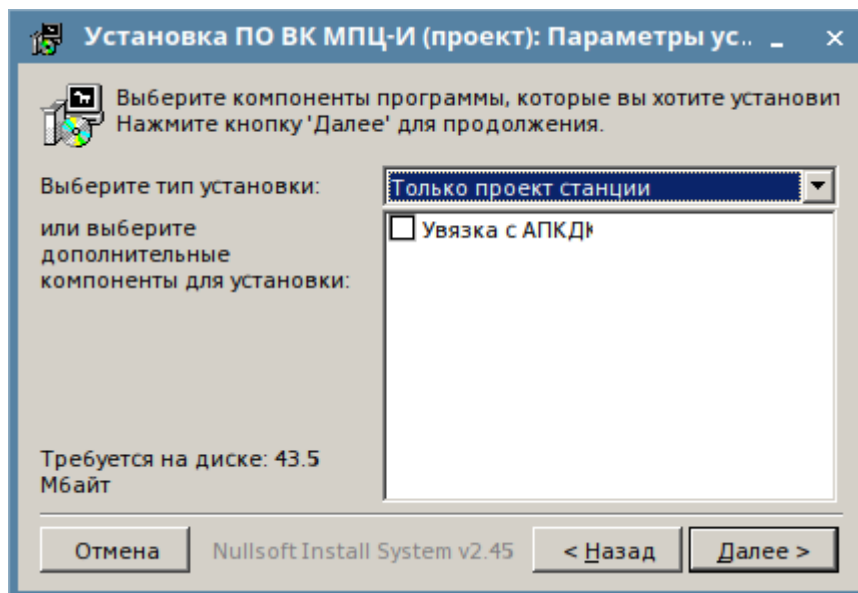 Установка ПО ВК МПЦ-И (проект): Параметры ус..
Выберите компоненты программы, которые вы хотите установит
Нажмите кнопку 'Далее' для продолжения.
Выберите тип установки:
Только проект станции
или выберите
дополнительные
компоненты для установки:
Увязка с АПКДК
Требуется на диске: 43.5
Мбайт
Отмена
Nullsoft Install System v2.45
< Назад
Далее >